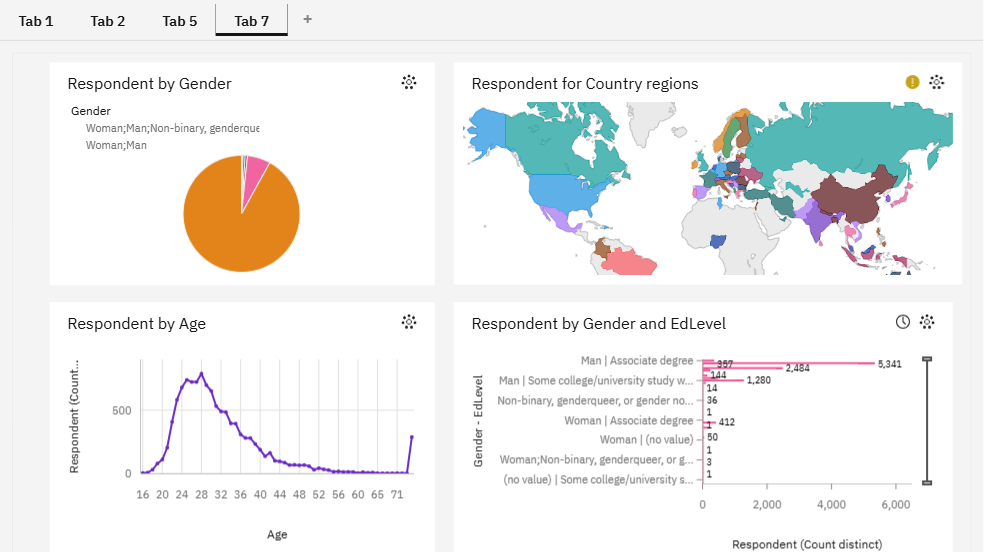 Tab 1
Tab 2
Tab 5
Tab 7
+
Respondent by Gender
Gender
Woman;Man;Non-binary, genderque
Woman;Man
Respondent for Country regions
Respondent by Age
Respondent (Count...
500
0
16 20 24 28 32 36 40 44 48 52 56 60 65 71
Age
Respondent by Gender and EdLevel
Gender - EdLevel
Man | Associate degree
357
5,341
2,484
144
Man | Some college/university study w...
1,280
14
Non-binary, genderqueer, or gender no...
36
1
Woman | Associate degree
412
1
Woman | (no value)
50
1
Woman;Non-binary, genderqueer, or g...
3
(no value) | Some college/university s...
1
0 2,000 4,000 6,000
Respondent (Count distinct)